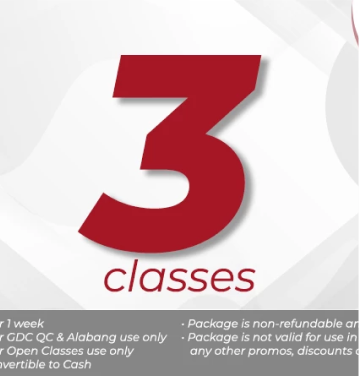 3
classes
r 1 week
r GDC QC & Alabang use only
r Open Classes use only
vertible to Cash
- Package is non-refundable
- Package is not valid for use in
any other promos, discounts